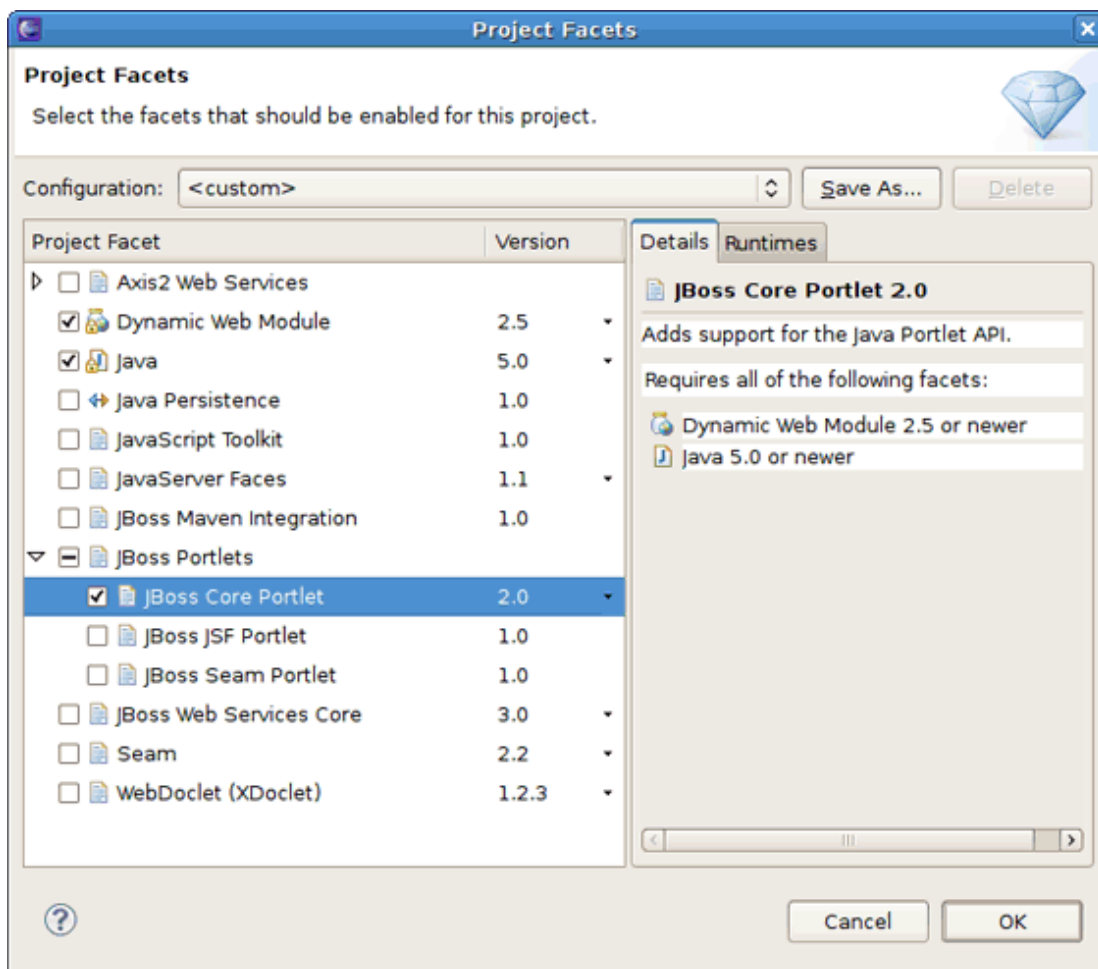 Project Facets
Project Facets
Select the facets that should be enabled for this project.
Configuration: <custom> Save As... Delete
Project Facet Version
Axis2 Web Services
Dynamic Web Module 2.5
Java 5.0
Java Persistence 1.0
JavaScript Toolkit 1.0
JavaServer Faces 1.1
JBoss Maven Integration 1.0
JBoss Portlets
JBoss Core Portlet 2.0
JBoss JSF Portlet 1.0
JBoss Seam Portlet 1.0
JBoss Web Services Core 3.0
Seam 2.2
WebDoclet (XDoclet) 1.2.3
Details Runtimes
JBoss Core Portlet 2.0
Adds support for the Java Portlet API.
Requires all of the following facets:
Dynamic Web Module 2.5 or newer
Java 5.0 or newer
Cancel OK